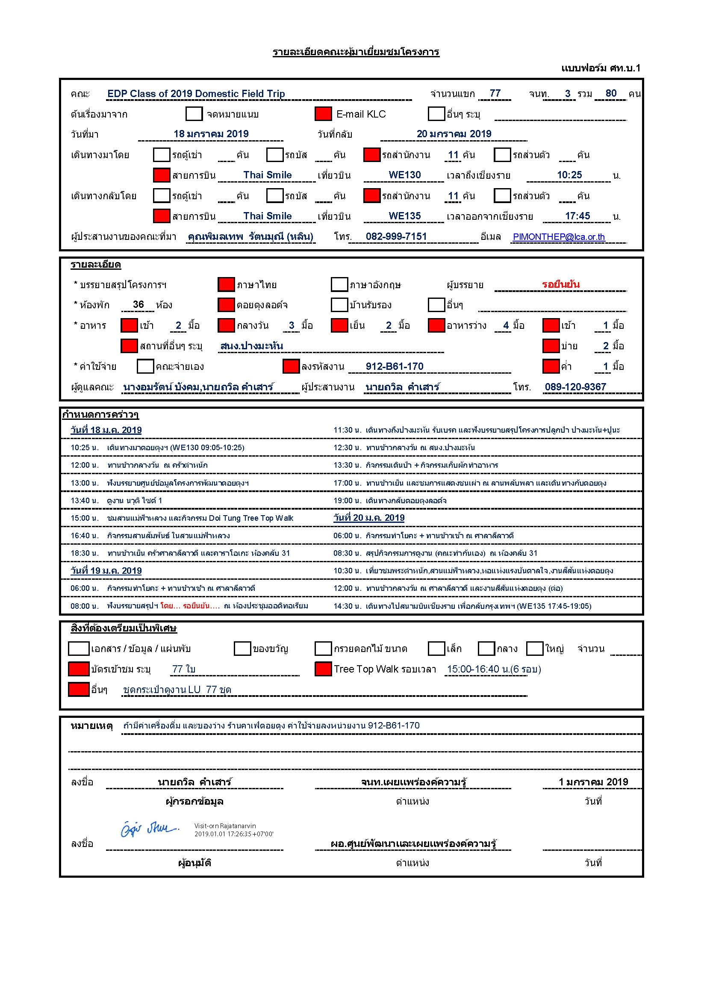 รายละเอียดคณะผู้มาเยี่ยมชมโครงการ
แบบฟอร์ม ศท.บ.1
คณะ EDP Class of 2019 Domestic Field Trip จำนวนแขก 77 จนท. 3 รวม 80 คน
ต้นเรื่องมาจาก จดหมายแนบ E-mail KLC อื่นๆ ระบุ
วันที่มา 18 มกราคม 2019 วันที่กลับ 20 มกราคม 2019
เดินทางมาโดย รถตู้เช่า คัน รถบัส คัน รถสำนักงาน 11 คัน รถส่วนตัว คัน
สายการบิน Thai Smile เที่ยวบิน WE130 เวลาถึงเชียงราย 10:25 น.
เดินทางกลับโดย รถตู้เช่า คัน รถบัส คัน รถสำนักงาน 11 คัน รถส่วนตัว คัน
สายการบิน Thai Smile เที่ยวบิน WE135 เวลาออกจากเชียงราย 17:45 น.
ผู้ประสานงานของคณะที่มา คุณพิมลเทพ รัตนมุณี (หลิน) โทร. 082-999-7151 อีเมล PIMONTHEP@lca.or.th
รายละเอียด
* บรรยายสรุปโครงการฯ ภาษาไทย ภาษาอังกฤษ ผู้บรรยาย รอยืนยัน
* ห้องพัก 36 ห้อง ดอยตุงลอด์จ บ้านรับรอง อื่นๆ
* อาหาร เช้า 2 มื้อ กลางวัน 3 มื้อ เย็น 2 มื้อ อาหารว่าง 4 มื้อ เช้า 1 มื้อ
สถานที่อื่นๆ ระบุ สนง.ปางมะหัน บ่าย 2 มื้อ
* ค่าใช้จ่าย คณะจ่ายเอง ลงรหัสงาน 912-B61-170 ค่ำ 1 มื้อ
ผู้ดูแลคณะ นางอมรัตน์ บังคม,นายถวิล คำเสาร์ ผู้ประสานงาน นายถวิล คำเสาร์ โทร. 089-120-9367
กำหนดการคร่าวๆ
วันที่ 18 ม.ค. 2019
10:25 น. เดินทางมาดอยตุงฯ (WE130 09:05-10:25)
12:00 น. ทานข้าวกลางวัน ณ ครัวตำหนัก
13:00 น. ฟังบรรยายศูนย์ข้อมูลโครงการพัฒนาดอยตุงฯ
13:40 น. ดูงาน นวุติ ไซด์ 1
15:00 น. ชมสวนแม่ฟ้าหลวง และกิจกรรม Doi Tung Tree Top Walk
16:40 น. กิจกรรมสานสัมพันธ์ ในสวนแม่ฟ้าหลวง
18:30 น. ทานข้าวเย็น ครัวศาลาลีลาวดี และคาราโอเกะ ห้องคลับ 31
วันที่ 19 ม.ค. 2019
06:00 น. กิจกรรมทำโยคะ + ทานข้าวเช้า ณ ศาลาลีลาวดี
08:00 น. ฟังบรรยายสรุปฯ โดย... รอยืนยัน.... ณ ห้องประชุมออดิทอเรียม
11:30 น. เดินทางถึงปางมะหัน รับเบรค และฟังบรรยายสรุปโครงการปลูกป่า ปางมะหัน+ปูนะ
12:30 น. ทานข้าวกลางวัน ณ สนง.ปางมะหัน
13:30 น. กิจกรรมเดินป่า + กิจกรรมเก็บผักทำอาหาร
17:00 น. ทานข้าวเย็น และชมการแสดงชนเผ่า ณ ลานพลับพลา และเดินทางกับดอยตุง
19:00 น. เดินทางกลับดอยตุงลอด์จ
วันที่ 20 ม.ค. 2019
06:00 น. กิจกรรมทำโยคะ + ทานข้าวเช้า ณ ศาลาลีลาวดี
08:30 น. สรุปกิจกรรมการดูงาน (คณะทำกันเอง) ณ ห้องคลับ 31
10:30 น. เที่ยวชมพระตำหนัก,สวนแม่ฟ้าหลวง,หอแห่งแรงบันดาลใจ,งานสีสันแห่งดอยตุง
12:00 น. ทานข้าวกลางวัน ณ ศาลาลีลาวดี และงานสีสันแห่งดอยตุง (ต่อ)
14:30 น. เดินทางไปสนามบินเชียงราย เพื่อกลับกรุงเทพฯ (WE135 17:45-19:05)
สิ่งที่ต้องเตรียมเป็นพิเศษ
เอกสาร / ข้อมูล / แผ่นพับ ของขวัญ กรวยดอกไม้ ขนาด เล็ก กลาง ใหญ่ จำนวน
บัตรเข้าชม ระบุ 77 ใบ Tree Top Walk รอบเวลา 15:00-16:40 น.(6 รอบ)
อื่นๆ ชุดกระเป๋าดูงาน LU 77 ชุด
หมายเหตุ ถ้ามีค่าเครื่องดื่ม และของว่าง ร้านคาเฟ่ดอยตุง ค่าใช้จ่ายลงหน่วยงาน 912-B61-170
ลงชื่อ นายถวิล คำเสาร์ จนท.เผยแพร่องค์ความรู้ 1 มกราคม 2019
ผู้กรอกข้อมูล ตำแหน่ง วันที่
Visit-orn Rajatanarvin
2019.01.01 17:26:35 +07'00'
ลงชื่อ ผอ.ศูนย์พัฒนาและเผยแพร่องค์ความรู้
ผู้อนุมัติ ตำแหน่ง วันที่